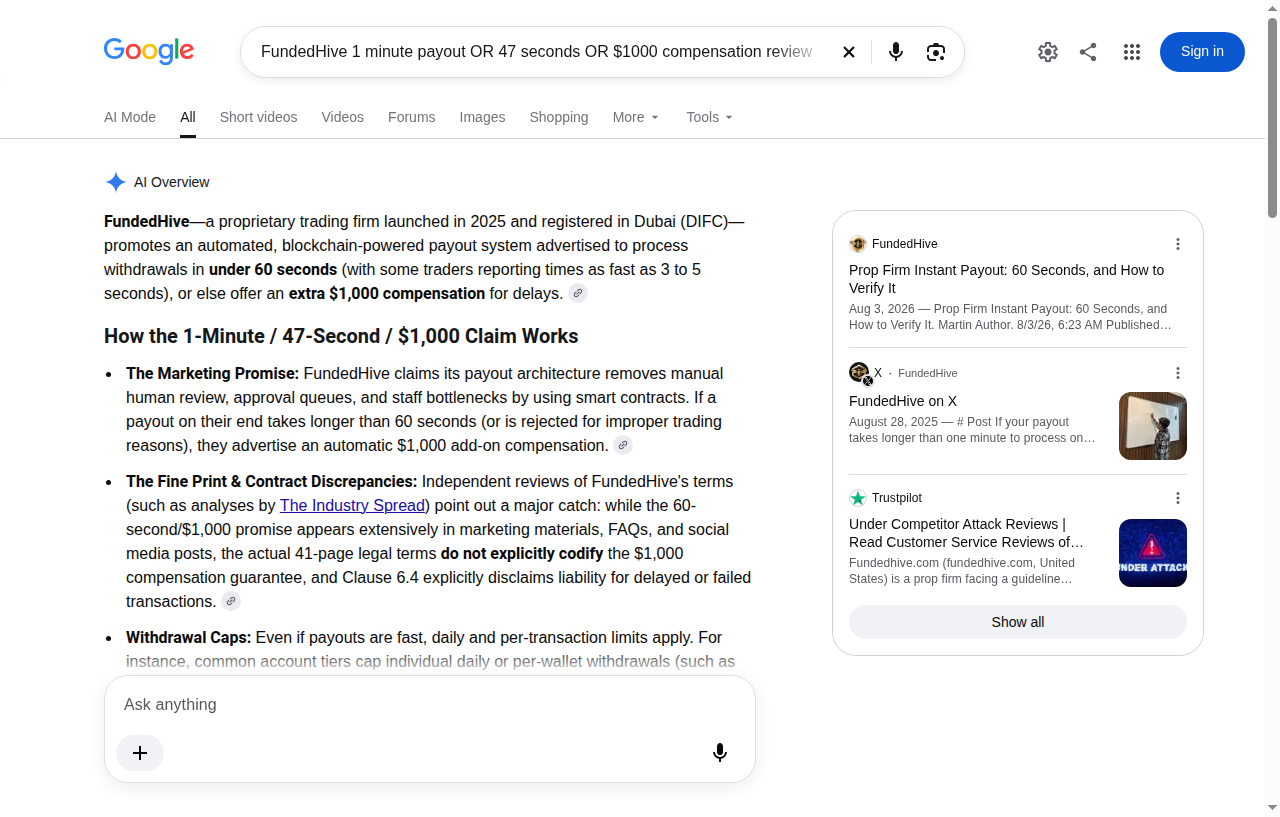 Google
FundedHive 1 minute payout OR 47 seconds OR $1000 compensation review
Sign in
AI Mode
All
Short videos
Videos
Forums
Images
Shopping
More
Tools
AI Overview
FundedHive—a proprietary trading firm launched in 2025 and registered in Dubai (DIFC)—
promotes an automated, blockchain-powered payout system advertised to process
withdrawals in under 60 seconds (with some traders reporting times as fast as 3 to 5
seconds), or else offer an extra $1,000 compensation for delays.
How the 1-Minute / 47-Second / $1,000 Claim Works
• The Marketing Promise: FundedHive claims its payout architecture removes manual
human review, approval queues, and staff bottlenecks by using smart contracts. If a
payout on their end takes longer than 60 seconds (or is rejected for improper trading
reasons), they advertise an automatic $1,000 add-on compensation.
• The Fine Print & Contract Discrepancies: Independent reviews of FundedHive's terms
(such as analyses by The Industry Spread) point out a major catch: while the 60-
second/$1,000 promise appears extensively in marketing materials, FAQs, and social
media posts, the actual 41-page legal terms do not explicitly codify the $1,000
compensation guarantee, and Clause 6.4 explicitly disclaims liability for delayed or failed
transactions.
• Withdrawal Caps: Even if payouts are fast, daily and per-transaction limits apply. For
instance, common account tiers cap individual daily or per-wallet withdrawals (such as
Ask anything
FundedHive
Prop Firm Instant Payout: 60 Seconds, and How to
Verify It
Aug 3, 2026 — Prop Firm Instant Payout: 60 Seconds, and
How to Verify It. Martin Author. 8/3/26, 6:23 AM Published…
X · FundedHive
FundedHive on X
August 28, 2025 — # Post If your payout
takes longer than one minute to process on…
Trustpilot
Under Competitor Attack Reviews |
Read Customer Service Reviews of…
Fundedhive.com (fundedhive.com, United
States) is a prop firm facing a guideline…
UNDER ATTACK
Show all